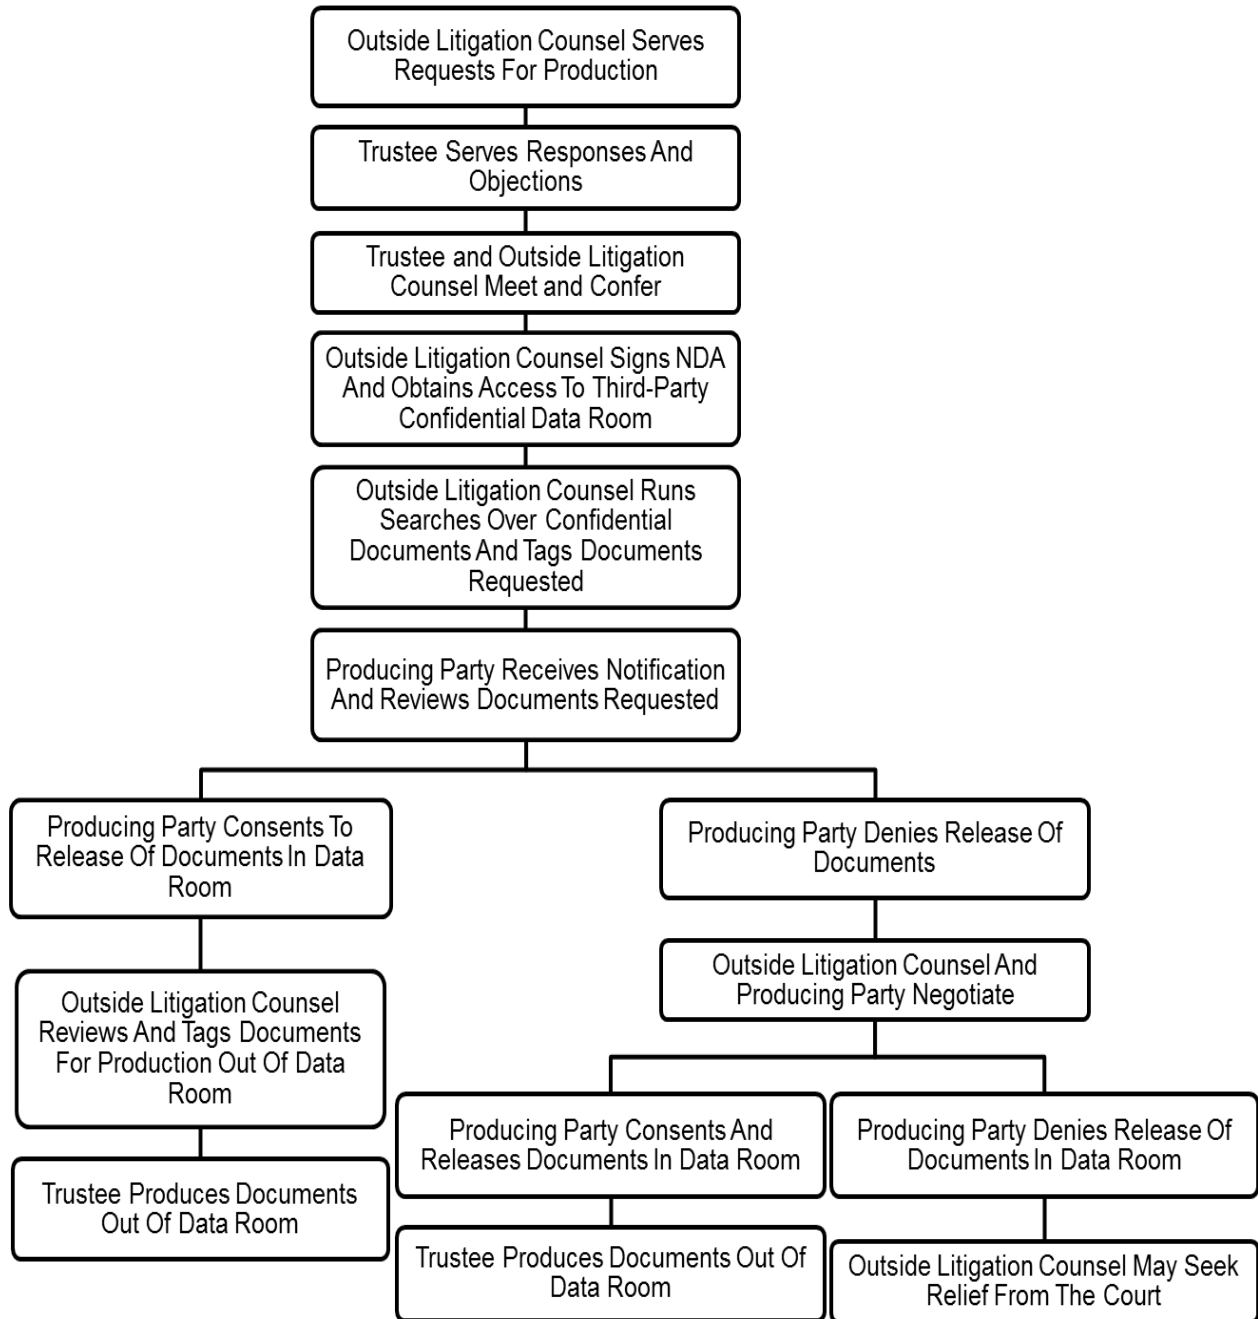 Outside Litigation Counsel Serves
Requests For Production
Trustee Serves Responses And
Objections
Trustee and Outside Litigation
Counsel Meet and Confer
Outside Litigation Counsel Signs NDA
And Obtains Access To Third-Party
Confidential Data Room
Outside Litigation Counsel Runs
Searches Over Confidential
Documents And Tags Documents
Requested
Producing Party Receives Notification
And Reviews Documents Requested
Producing Party Consents To
Release Of Documents In Data
Room
Outside Litigation Counsel
Reviews And Tags Documents
For Production Out Of Data
Room
Trustee Produces Documents
Out Of Data Room
Producing Party Denies Release Of
Documents
Outside Litigation Counsel And
Producing Party Negotiate
Producing Party Consents And
Releases Documents In Data Room
Trustee Produces Documents Out Of
Data Room
Producing Party Denies Release Of
Documents In Data Room
Outside Litigation Counsel May Seek
Relief From The Court